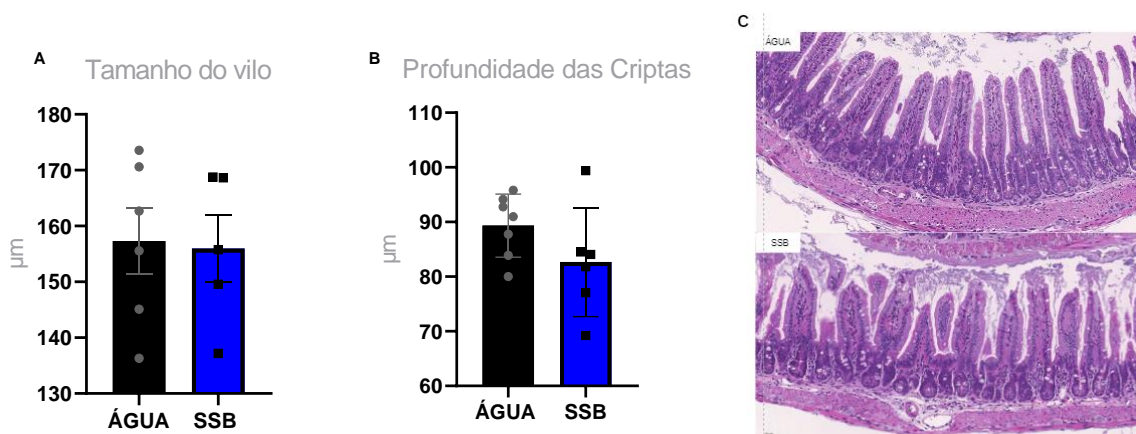 A
Tamanho do vilo
180
170
160
150
140
130
µm
ÁGUA
SSB
B
Profundidade das Criptas
110
100
90
80
70
60
µm
ÁGUA
SSB
C
ÁGUA
SSB